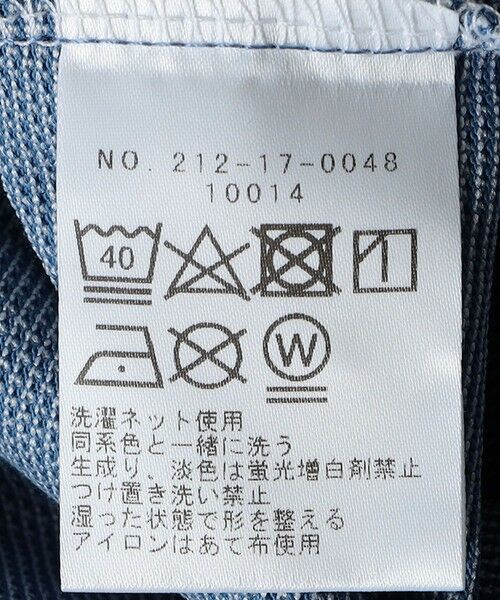 NO. 212-17-0048
10014
40
W
洗濯ネット使用
同系色と一緒に洗う
生成り、淡色は蛍光増白剤禁止
つけ置き洗い禁止
湿った状態で形を整える
アイロンはあて布使用